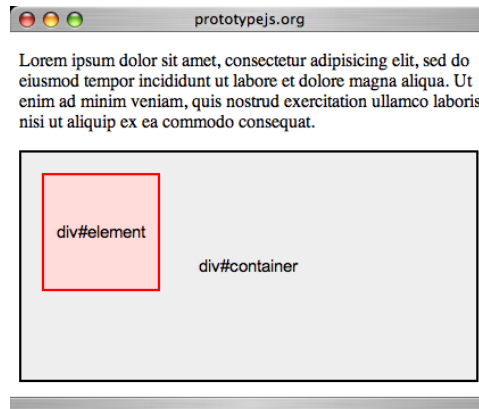 prototypejs.org
Lorem ipsum dolor sit amet, consectetur adipisicing elit, sed do
eiusmod tempor incididunt ut labore et dolore magna aliqua. Ut
enim ad minim veniam, quis nostrud exercitation ullamco laboris
nisi ut aliquip ex ea commodo consequat.
div#element
div#container